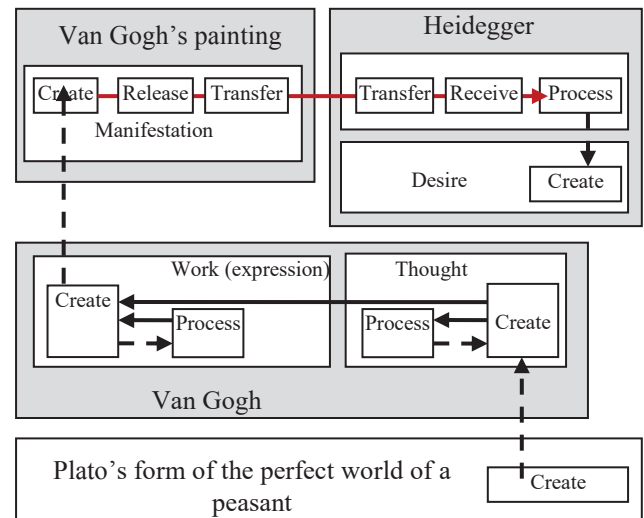 Van Gogh’s painting
Create
Release
Transfer
Manifestation
Heidegger
Transfer
Receive
Process
Desire
Create
Work (expression)
Create
Process
Thought
Process
Create
Van Gogh
Plato’s form of the perfect world of a
peasant
Create